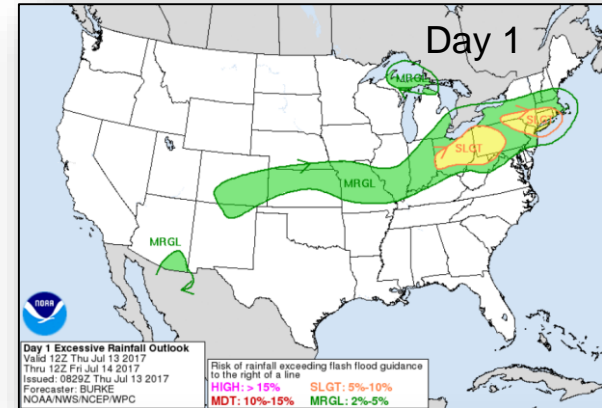 Day 1
MRGL
SLGT
SLGT
MRGL
MRGL
NOAA
Day 1 Excessive Rainfall Outlook
Valid 12Z Thu Jul 13 2017
Thru 12Z Fri Jul 14 2017
Issued: 0829Z Thu Jul 13 2017
Forecaster: BURKE
NOAA/NWS/NCEP/WPC
Risk of rainfall exceeding flash flood guidance
to the right of a line
HIGH: > 15%
SLGT: 5%-10%
MDT: 10%-15%
MRGL: 2%-5%